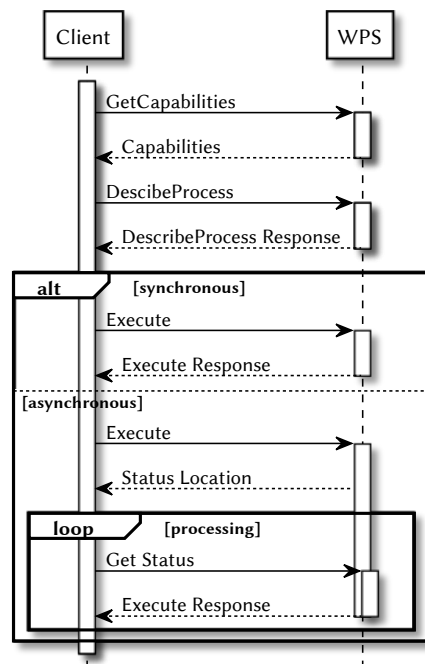 Client WPS
GetCapabilities
Capabilities
DescibeProcess
DescribeProcess Response
alt [synchronous]
Execute
Execute Response
[asynchronous]
Execute
Status Location
loop [processing]
Get Status
Execute Response